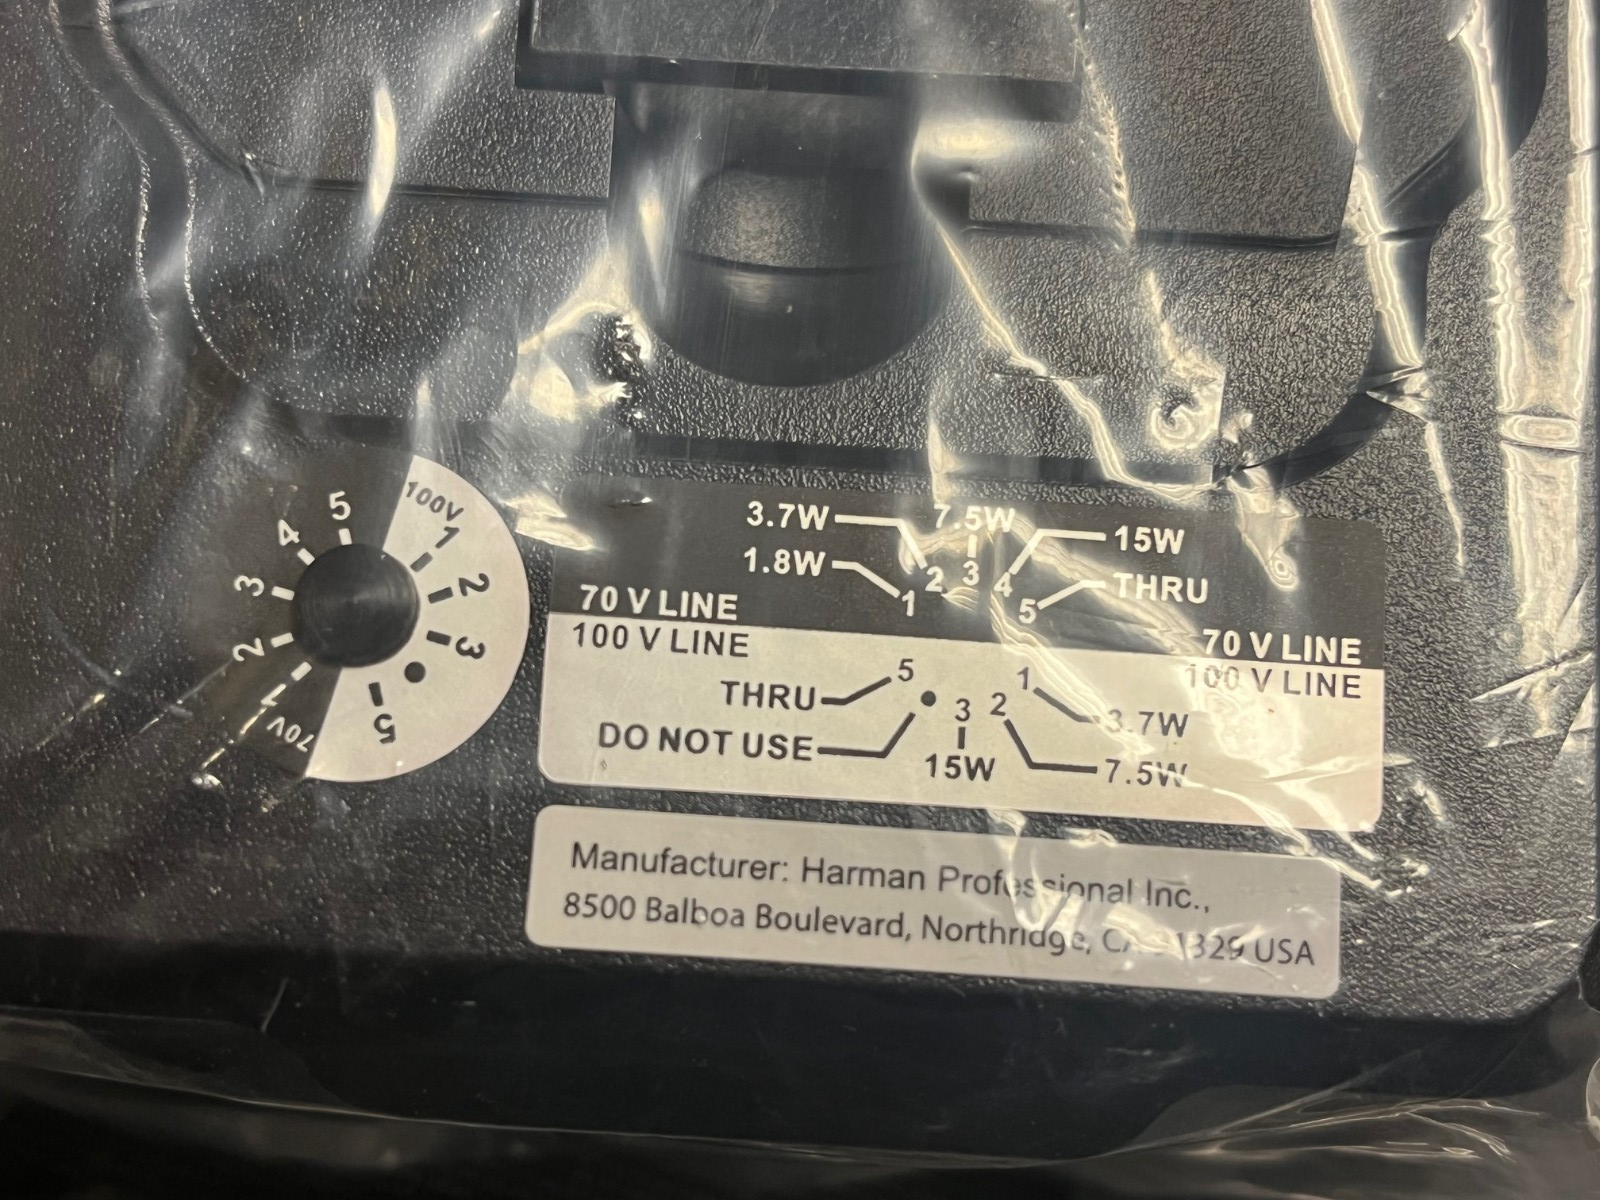 100V
1
2
3
5
70V
1
2
3
4
5
3.7W
7.5W
15W
1.8W
THRU
1
2
3
4
5
70 V LINE
70 V LINE
100 V LINE
100 V LINE
THRU
5
3
2
1
3.7W
DO NOT USE
15W
7.5W
Manufacturer: Harman Professional Inc.,
8500 Balboa Boulevard, Northridge, CA 91329 USA